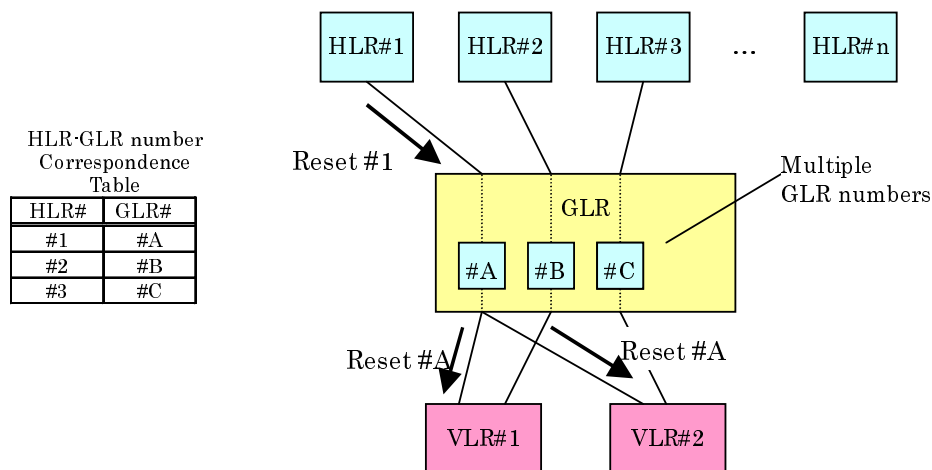 HLR#1
HLR#2
HLR#3
...
HLR#n
HLR-GLR number
Correspondence
Table
HLR#
GLR#
#1
#A
#2
#B
#3
#C
Reset #1
Multiple
GLR numbers
GLR
#A
#B
#C
Reset #A
Reset #A
VLR#1
VLR#2